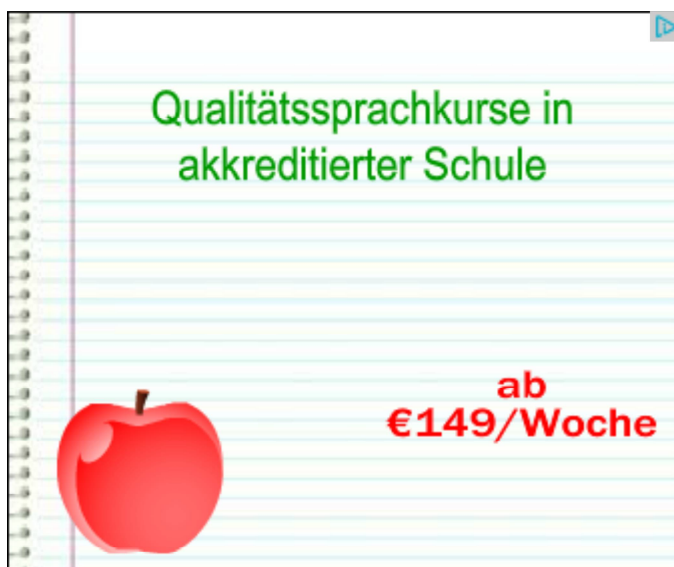 Qualitätssprachkurse in
akkreditierter Schule
ab
€149/Woche